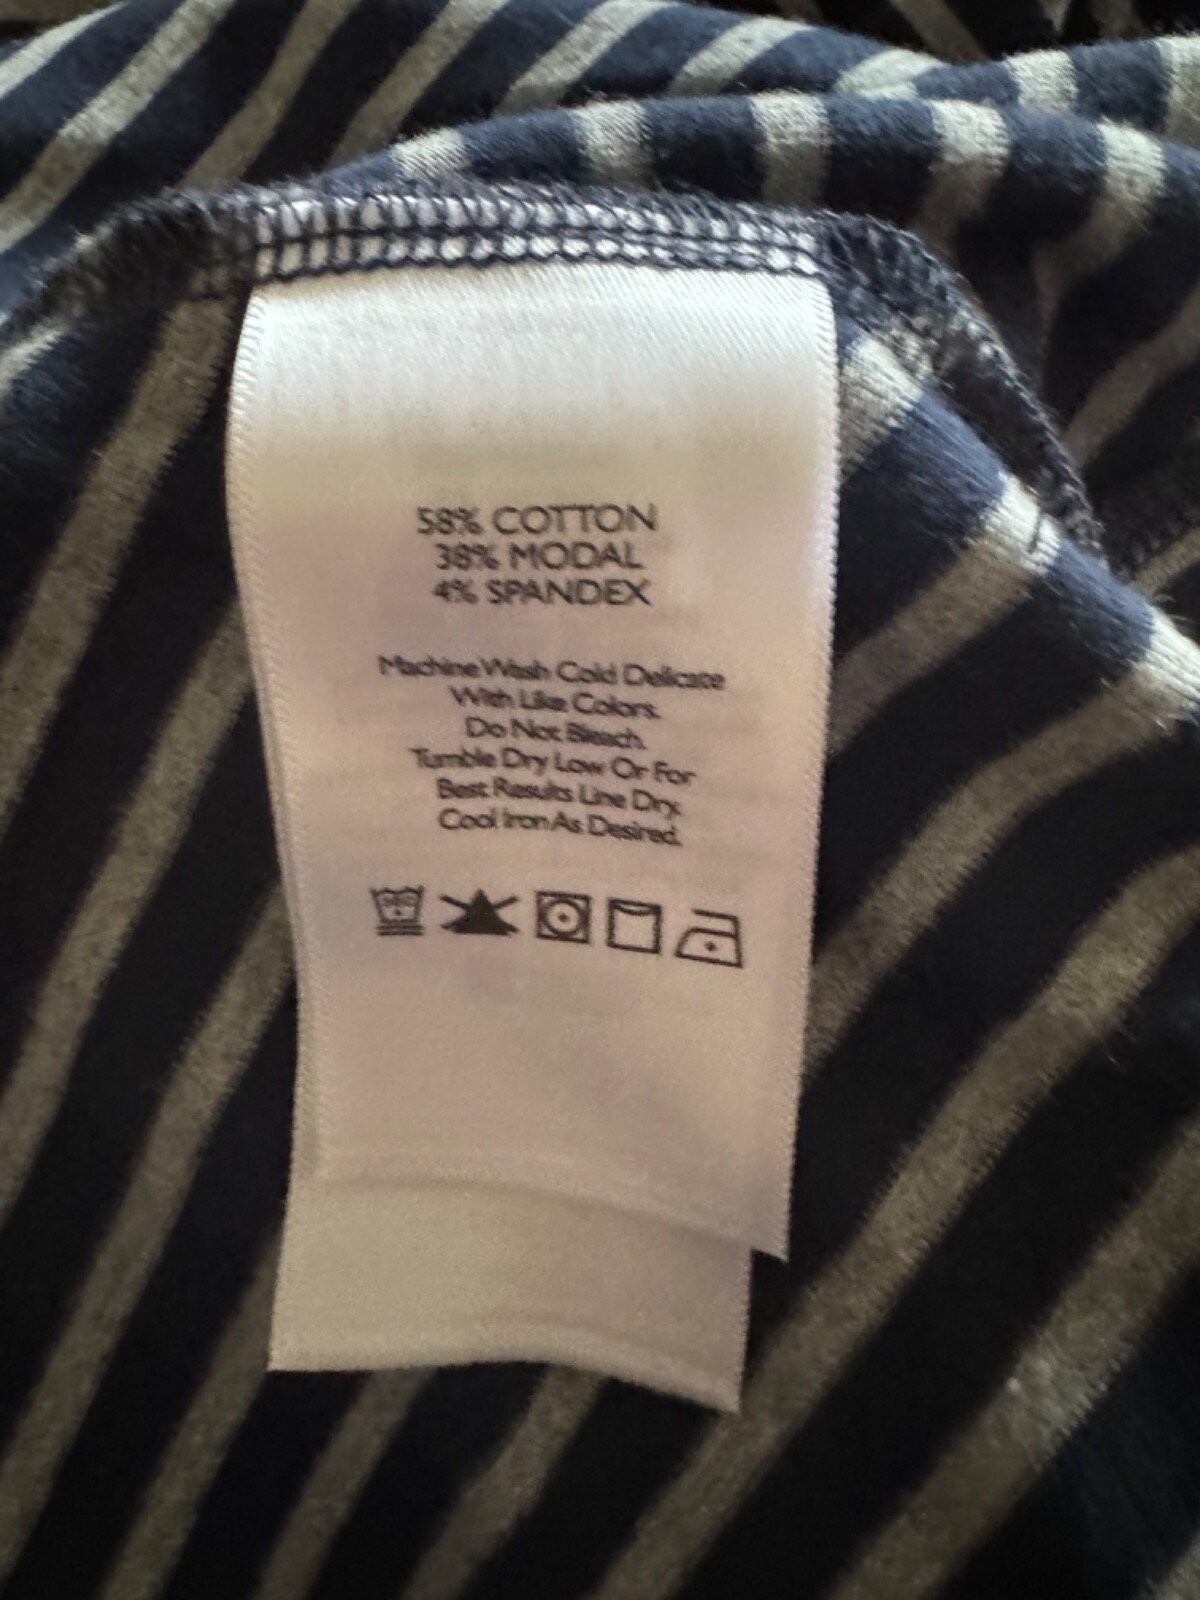 58% COTTON
38% MODAL
4% SPANDEX
Machine Wash Cold Delicate
With Like Colors.
Do Not Bleach.
Tumble Dry Low Or For
Best Results Line Dry.
Cool Iron As Desired.